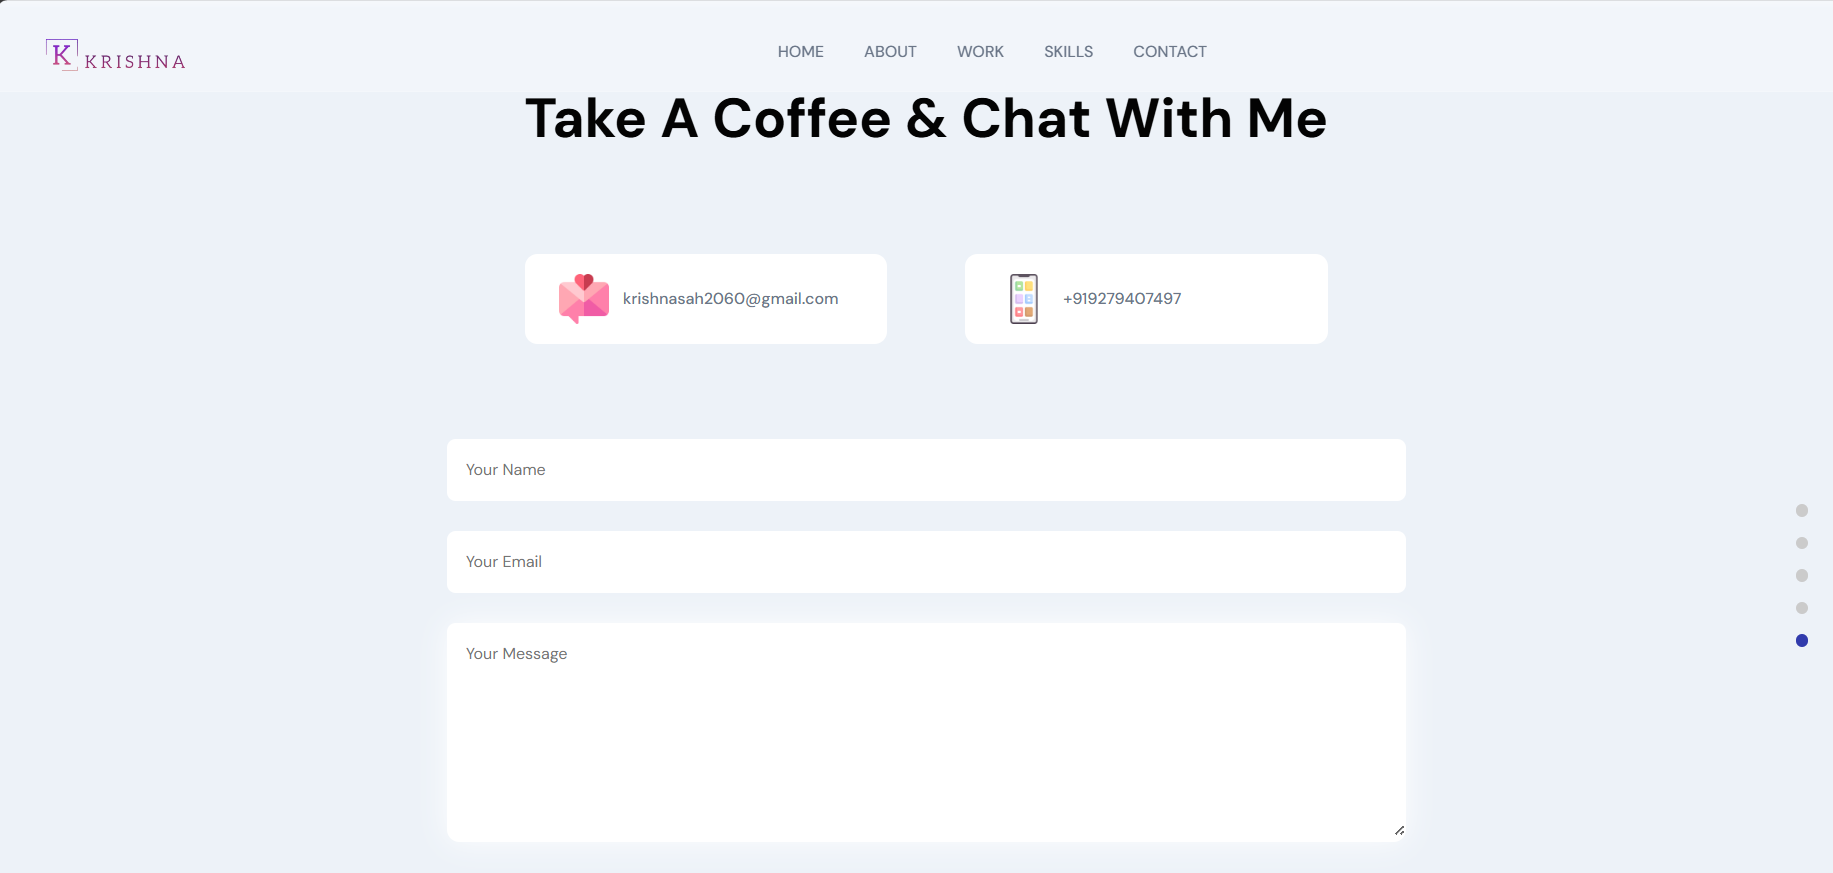 K KRISHNA
HOME ABOUT WORK SKILLS CONTACT
Take A Coffee & Chat With Me
krishnasah2060@gmail.com
+919279407497
Your Name
Your Email
Your Message